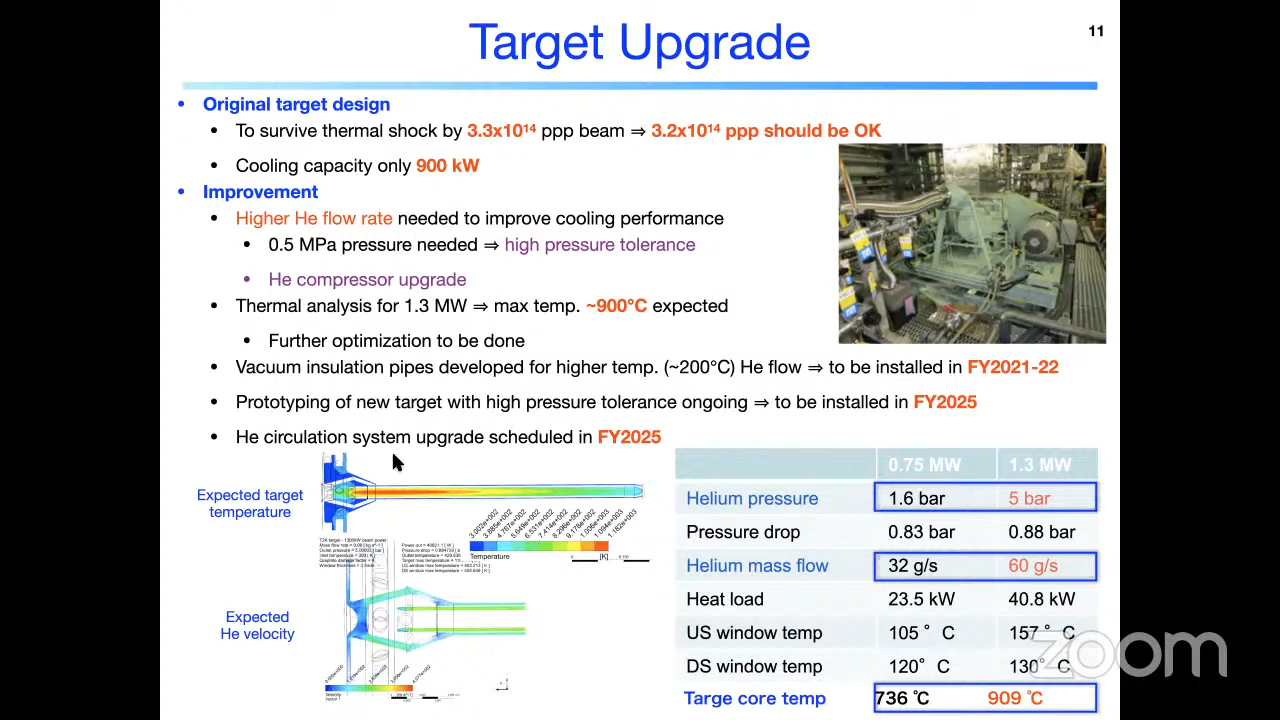 Target Upgrade
11
• Original target design
• To survive thermal shock by 3.3x10¹⁴ ppp beam ⇒ 3.2x10¹⁴ ppp should be OK
• Cooling capacity only 900 kW
• Improvement
• Higher He flow rate needed to improve cooling performance
• 0.5 MPa pressure needed ⇒ high pressure tolerance
• He compressor upgrade
• Thermal analysis for 1.3 MW ⇒ max temp. ~900°C expected
• Further optimization to be done
• Vacuum insulation pipes developed for higher temp. (~200°C) He flow ⇒ to be installed in FY2021-22
• Prototyping of new target with high pressure tolerance ongoing ⇒ to be installed in FY2025
• He circulation system upgrade scheduled in FY2025
Expected target
temperature
Temperature
[K]
T2K target - 1300kW beam power
Expected
He velocity
Velocity
0.75 MW 1.3 MW
Helium pressure 1.6 bar 5 bar
Pressure drop 0.83 bar 0.88 bar
Helium mass flow 32 g/s 60 g/s
Heat load 23.5 kW 40.8 kW
US window temp 105 ° C 157 ° C
DS window temp 120° C 130° C
Targe core temp 736 ℃ 909 ℃
zoom